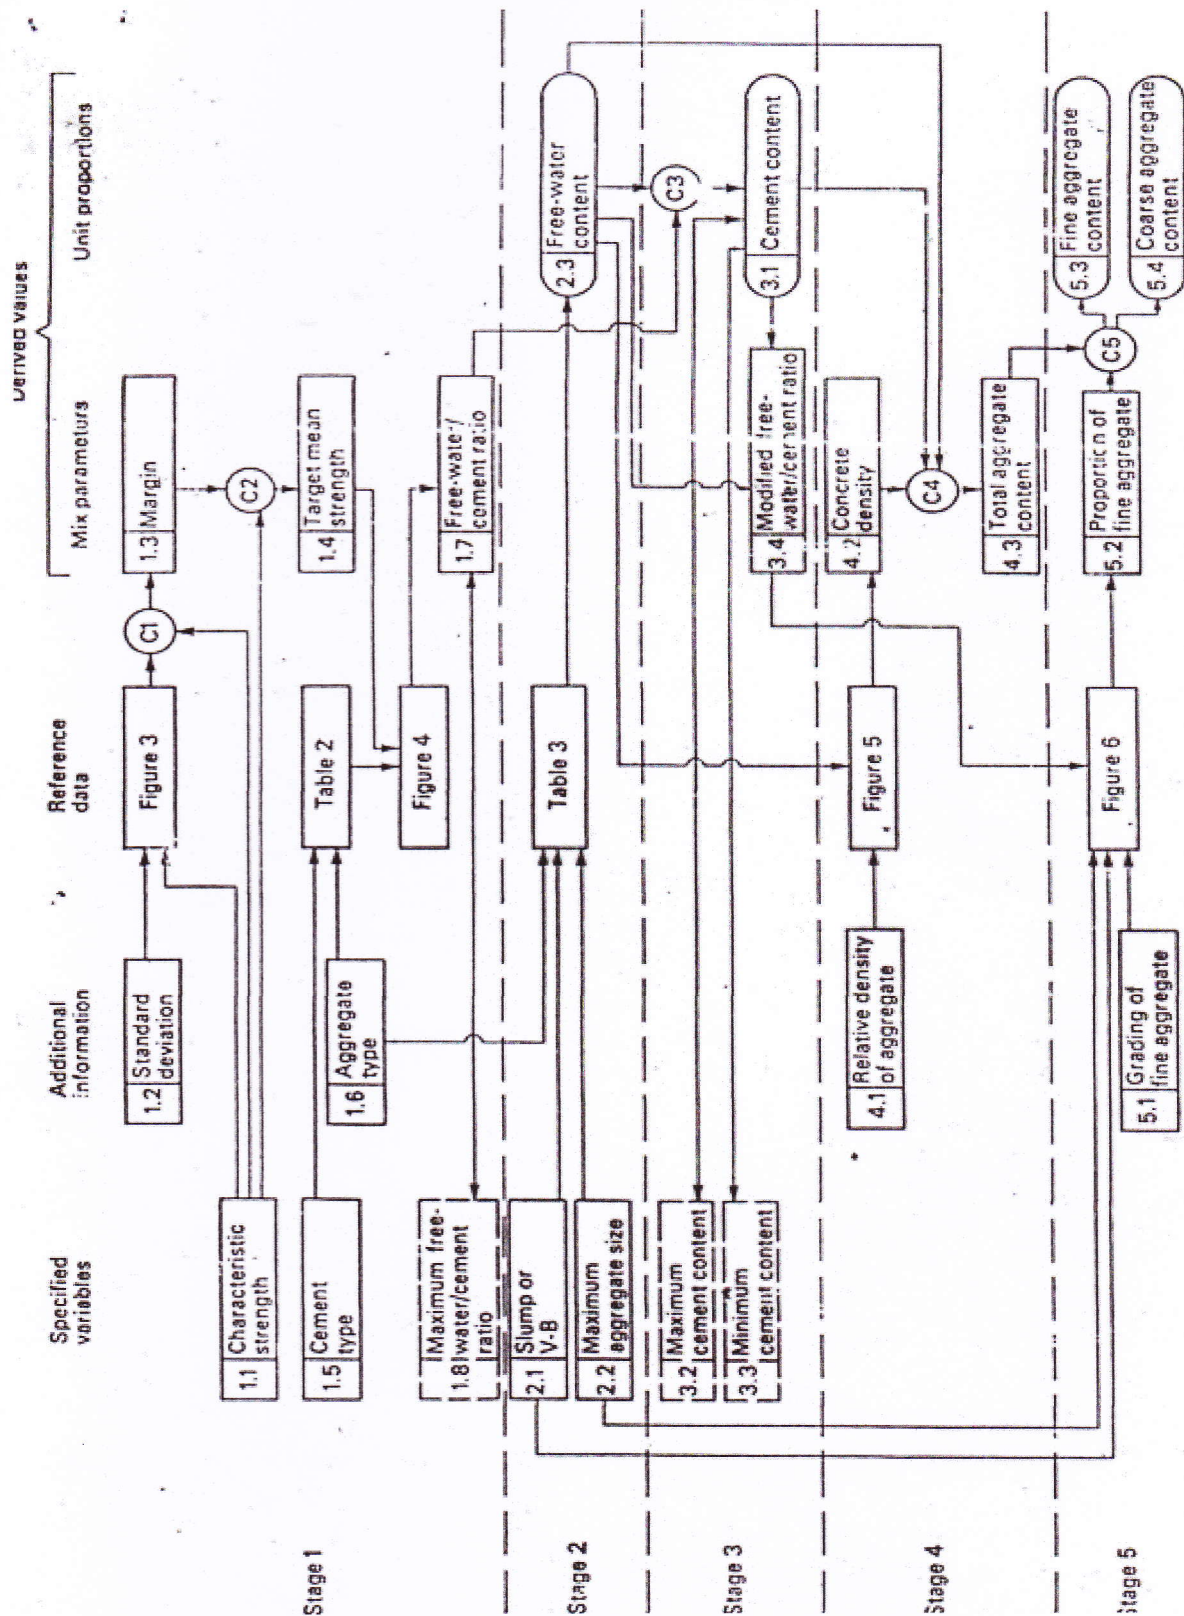 Derived values
Specified
variables
Additional
information
Reference
data
Mix parameters
Unit proportions
Stage 1
1.1 Characteristic
strength
1.2 Standard
deviation
Figure 3
C1
1.3 Margin
C2
1.5 Cement
type
1.6 Aggregate
type
Table 2
1.4 Target mean
strength
Figure 4
1.8 Maximum free-
water/cement
ratio
1.7 Free-water/
cement ratio
Stage 2
2.1 Slump or
V-B
2.2 Maximum
aggregate size
Table 3
2.3 Free-water
content
Stage 3
C3
3.2 Maximum
cement content
3.3 Minimum
cement content
3.1 Cement content
3.4 Modified free-
water/cement ratio
Stage 4
4.1 Relative density
of aggregate
Figure 5
4.2 Concrete
density
C4
4.3 Total aggregate
content
Stage 5
5.1 Grading of
fine aggregate
Figure 6
5.2 Proportion of
fine aggregate
C5
5.3 Fine aggregate
content
5.4 Coarse aggregate
content